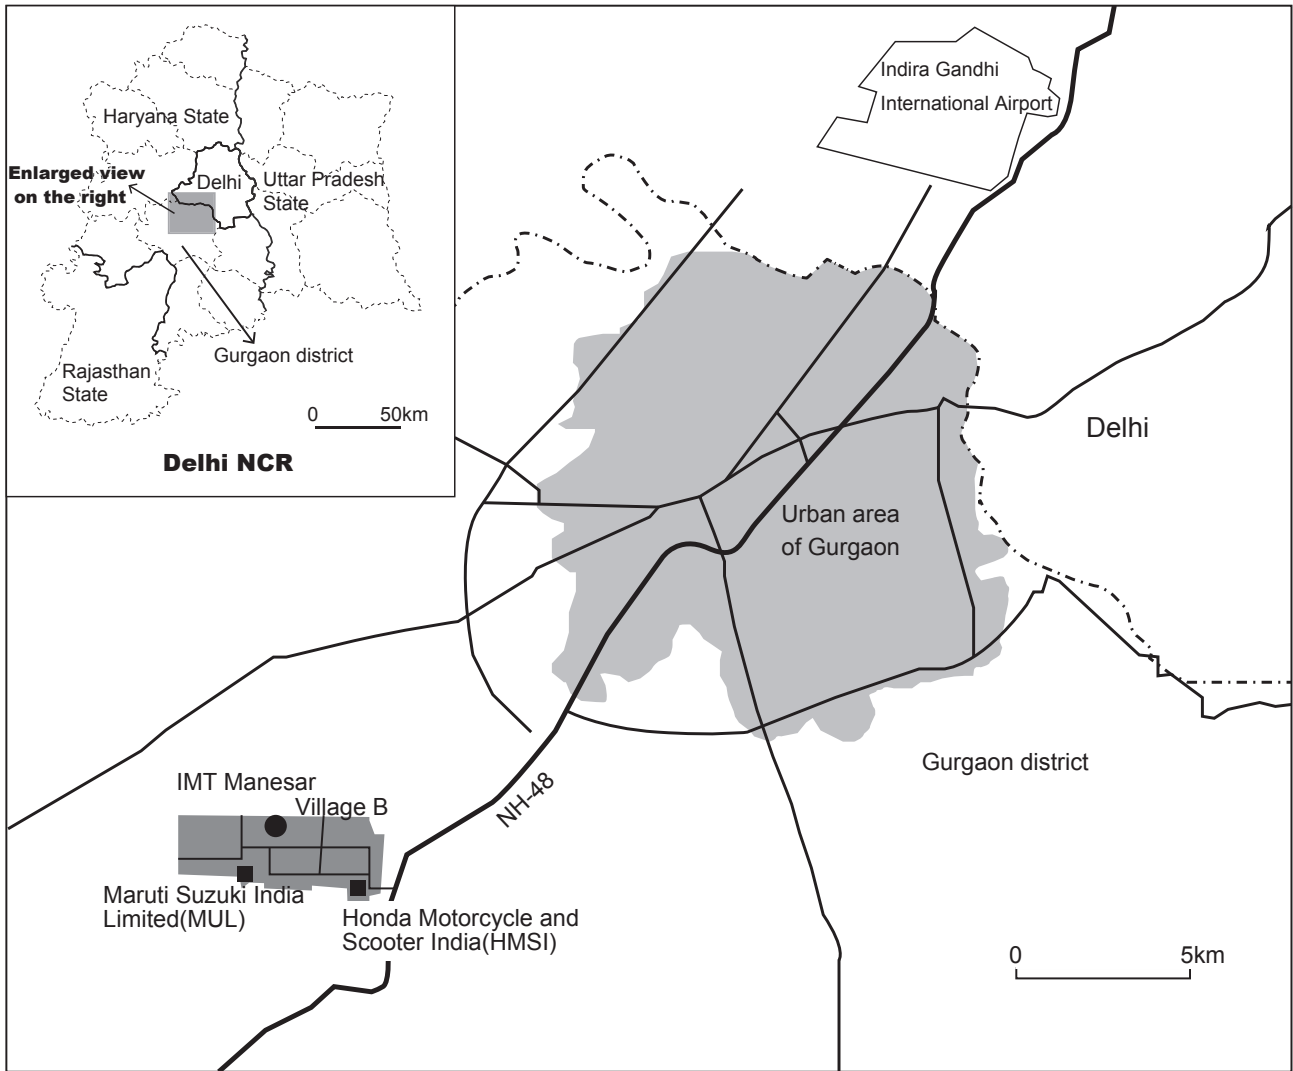 Haryana State
Enlarged view
on the right
Delhi
Uttar Pradesh
State
Gurgaon district
Rajasthan
State
0 50km
Delhi NCR
Indira Gandhi
International Airport
Delhi
Urban area
of Gurgaon
Gurgaon district
NH-48
IMT Manesar
Village B
Maruti Suzuki India
Limited(MUL)
Honda Motorcycle and
Scooter India(HMSI)
0 5km